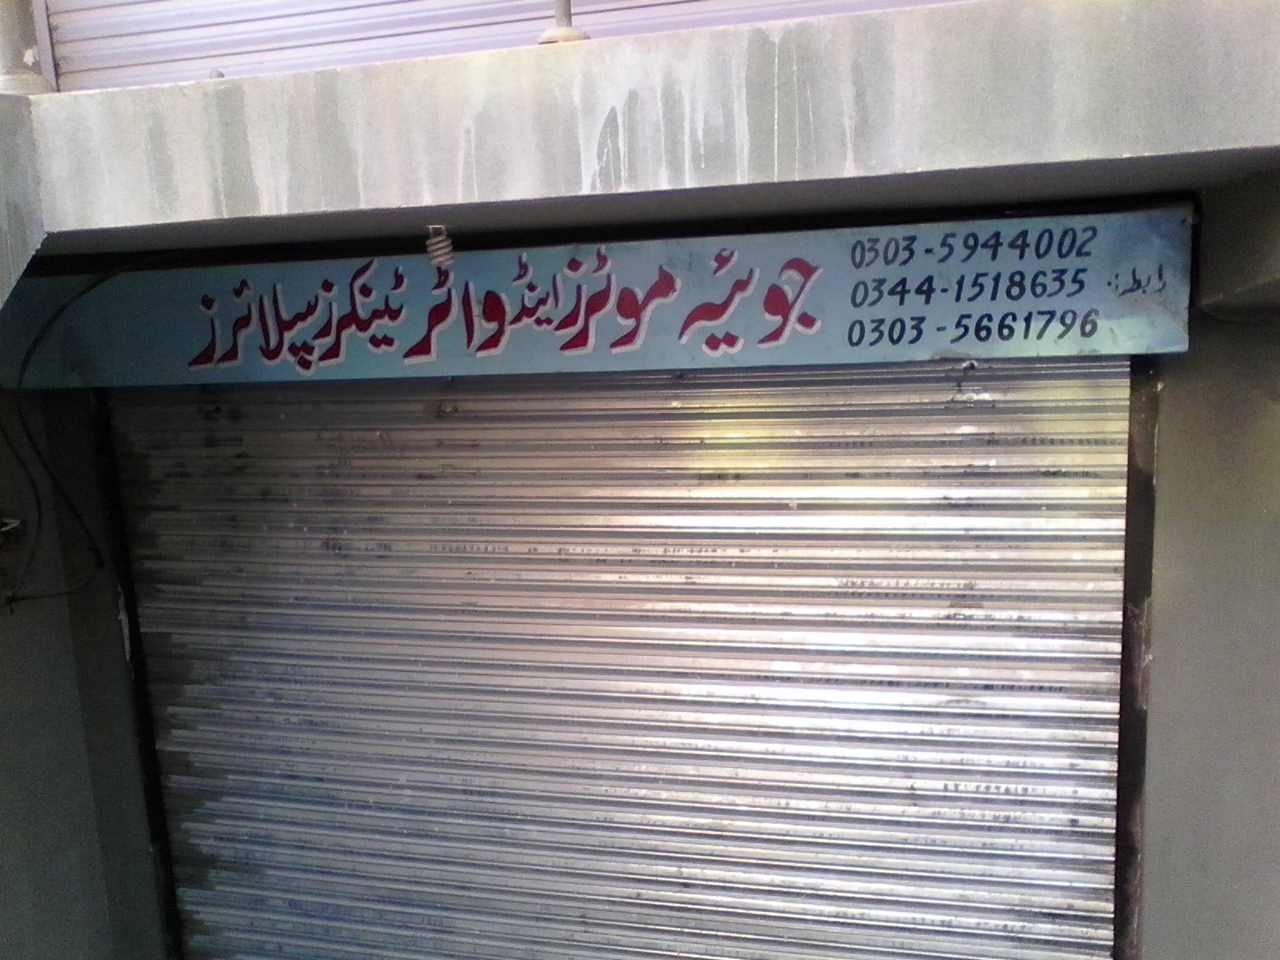 جوئیہ موٹرز اینڈ واٹر ٹینکرز سپلائرز
رابطہ:
0303-5944002
0344-1518635
0303-5661796